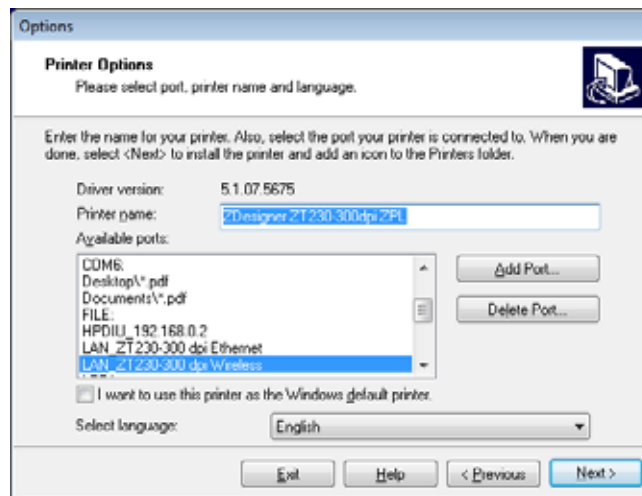 Options
Printer Options
Please select port, printer name and language.
Enter the name for your printer. Also, select the port your printer is connected to. When you are
done, select <Next> to install the printer and add an icon to the Printers folder.
Driver version: 5.1.07.5675
Printer name: ZDesigner ZT230-300dpi ZPL
Available ports:
COM6:
Desktop\*.pdf
Documents\*.pdf
FILE:
HPDIU_192.168.0.2
LAN_ZT230-300 dpi Ethernet
LAN_ZT230-300 dpi Wireless
Add Port...
Delete Port...
I want to use this printer as the Windows default printer.
Select language: English
Exit Help < Previous Next >